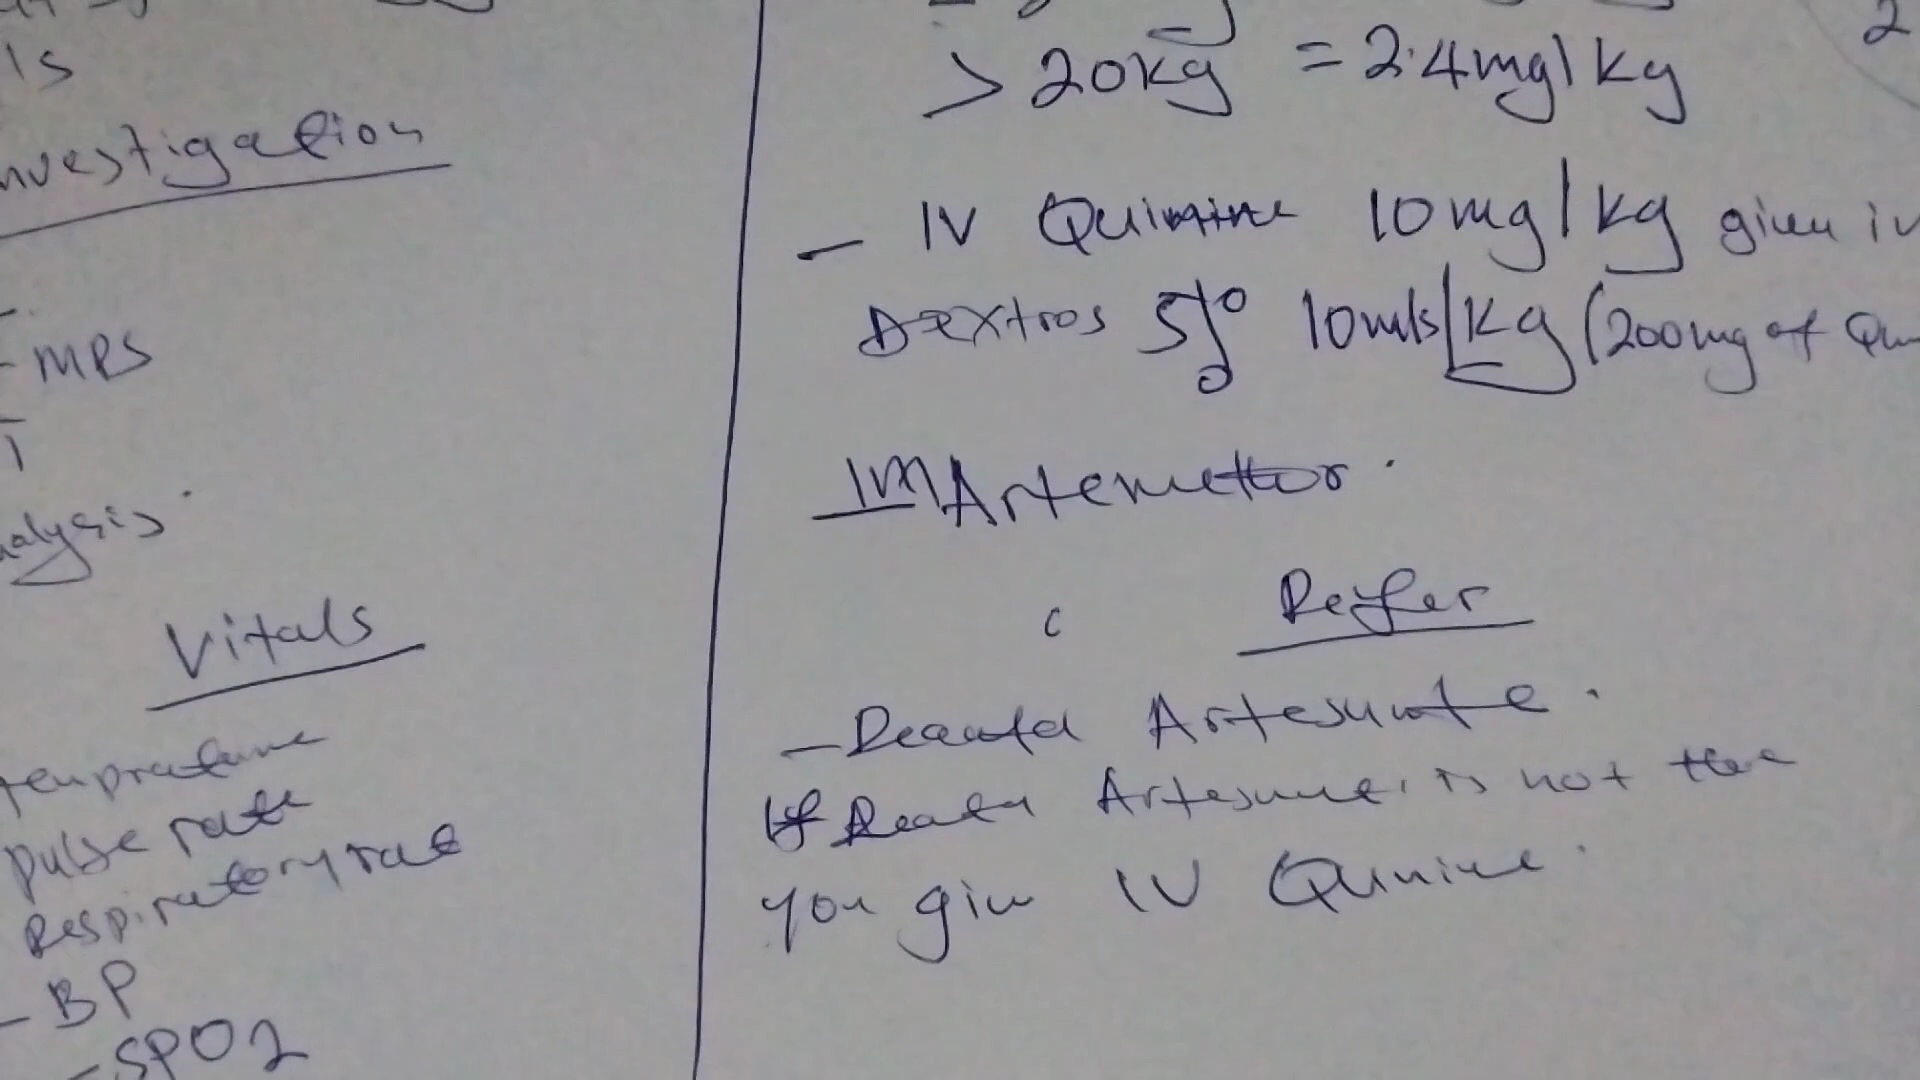 ls
nvestigation
- MPS
alysis.
Vitals
temprature
pulse rate
Respiratory rate
- BP
- SPO2
> 20kg = 2.4mg/kg
- IV Quinine 10mg/kg given in
Dextros 5% 10mls/kg (200mg of Qu
IM Artemether.
Refer
- Rectal Artesunate.
If Rectal Artesunate is not there
you give IV Quinine.
2